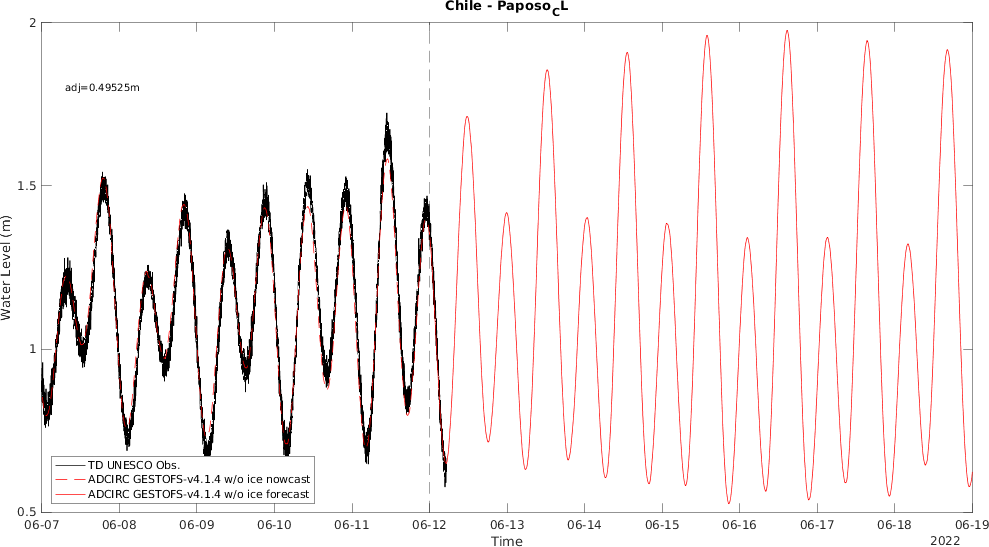 Chile - Paposo_CL
adj=0.49525m
Water Level (m)
2
1.5
1
0.5
TD UNESCO Obs.
ADCIRC GESTOFS-v4.1.4 w/o ice nowcast
ADCIRC GESTOFS-v4.1.4 w/o ice forecast
06-07 06-08 06-09 06-10 06-11 06-12 06-13 06-14 06-15 06-16 06-17 06-18 06-19
Time
2022